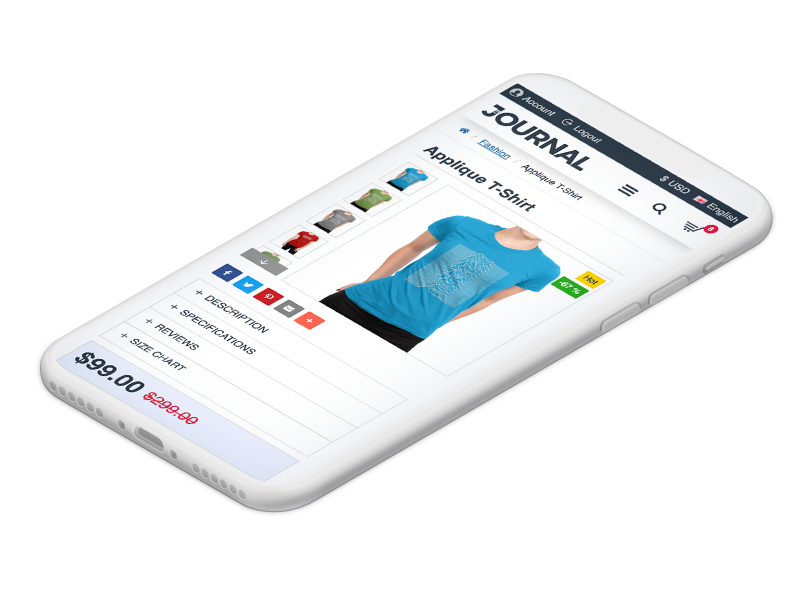 Account Logout $ USD English
JOURNAL
8
/ Fashion / Applique T-Shirt
Applique T-Shirt
Hot
-67 %
+ DESCRIPTION
+ SPECIFICATIONS
+ REVIEWS
+ SIZE CHART
$99.00 $299.00